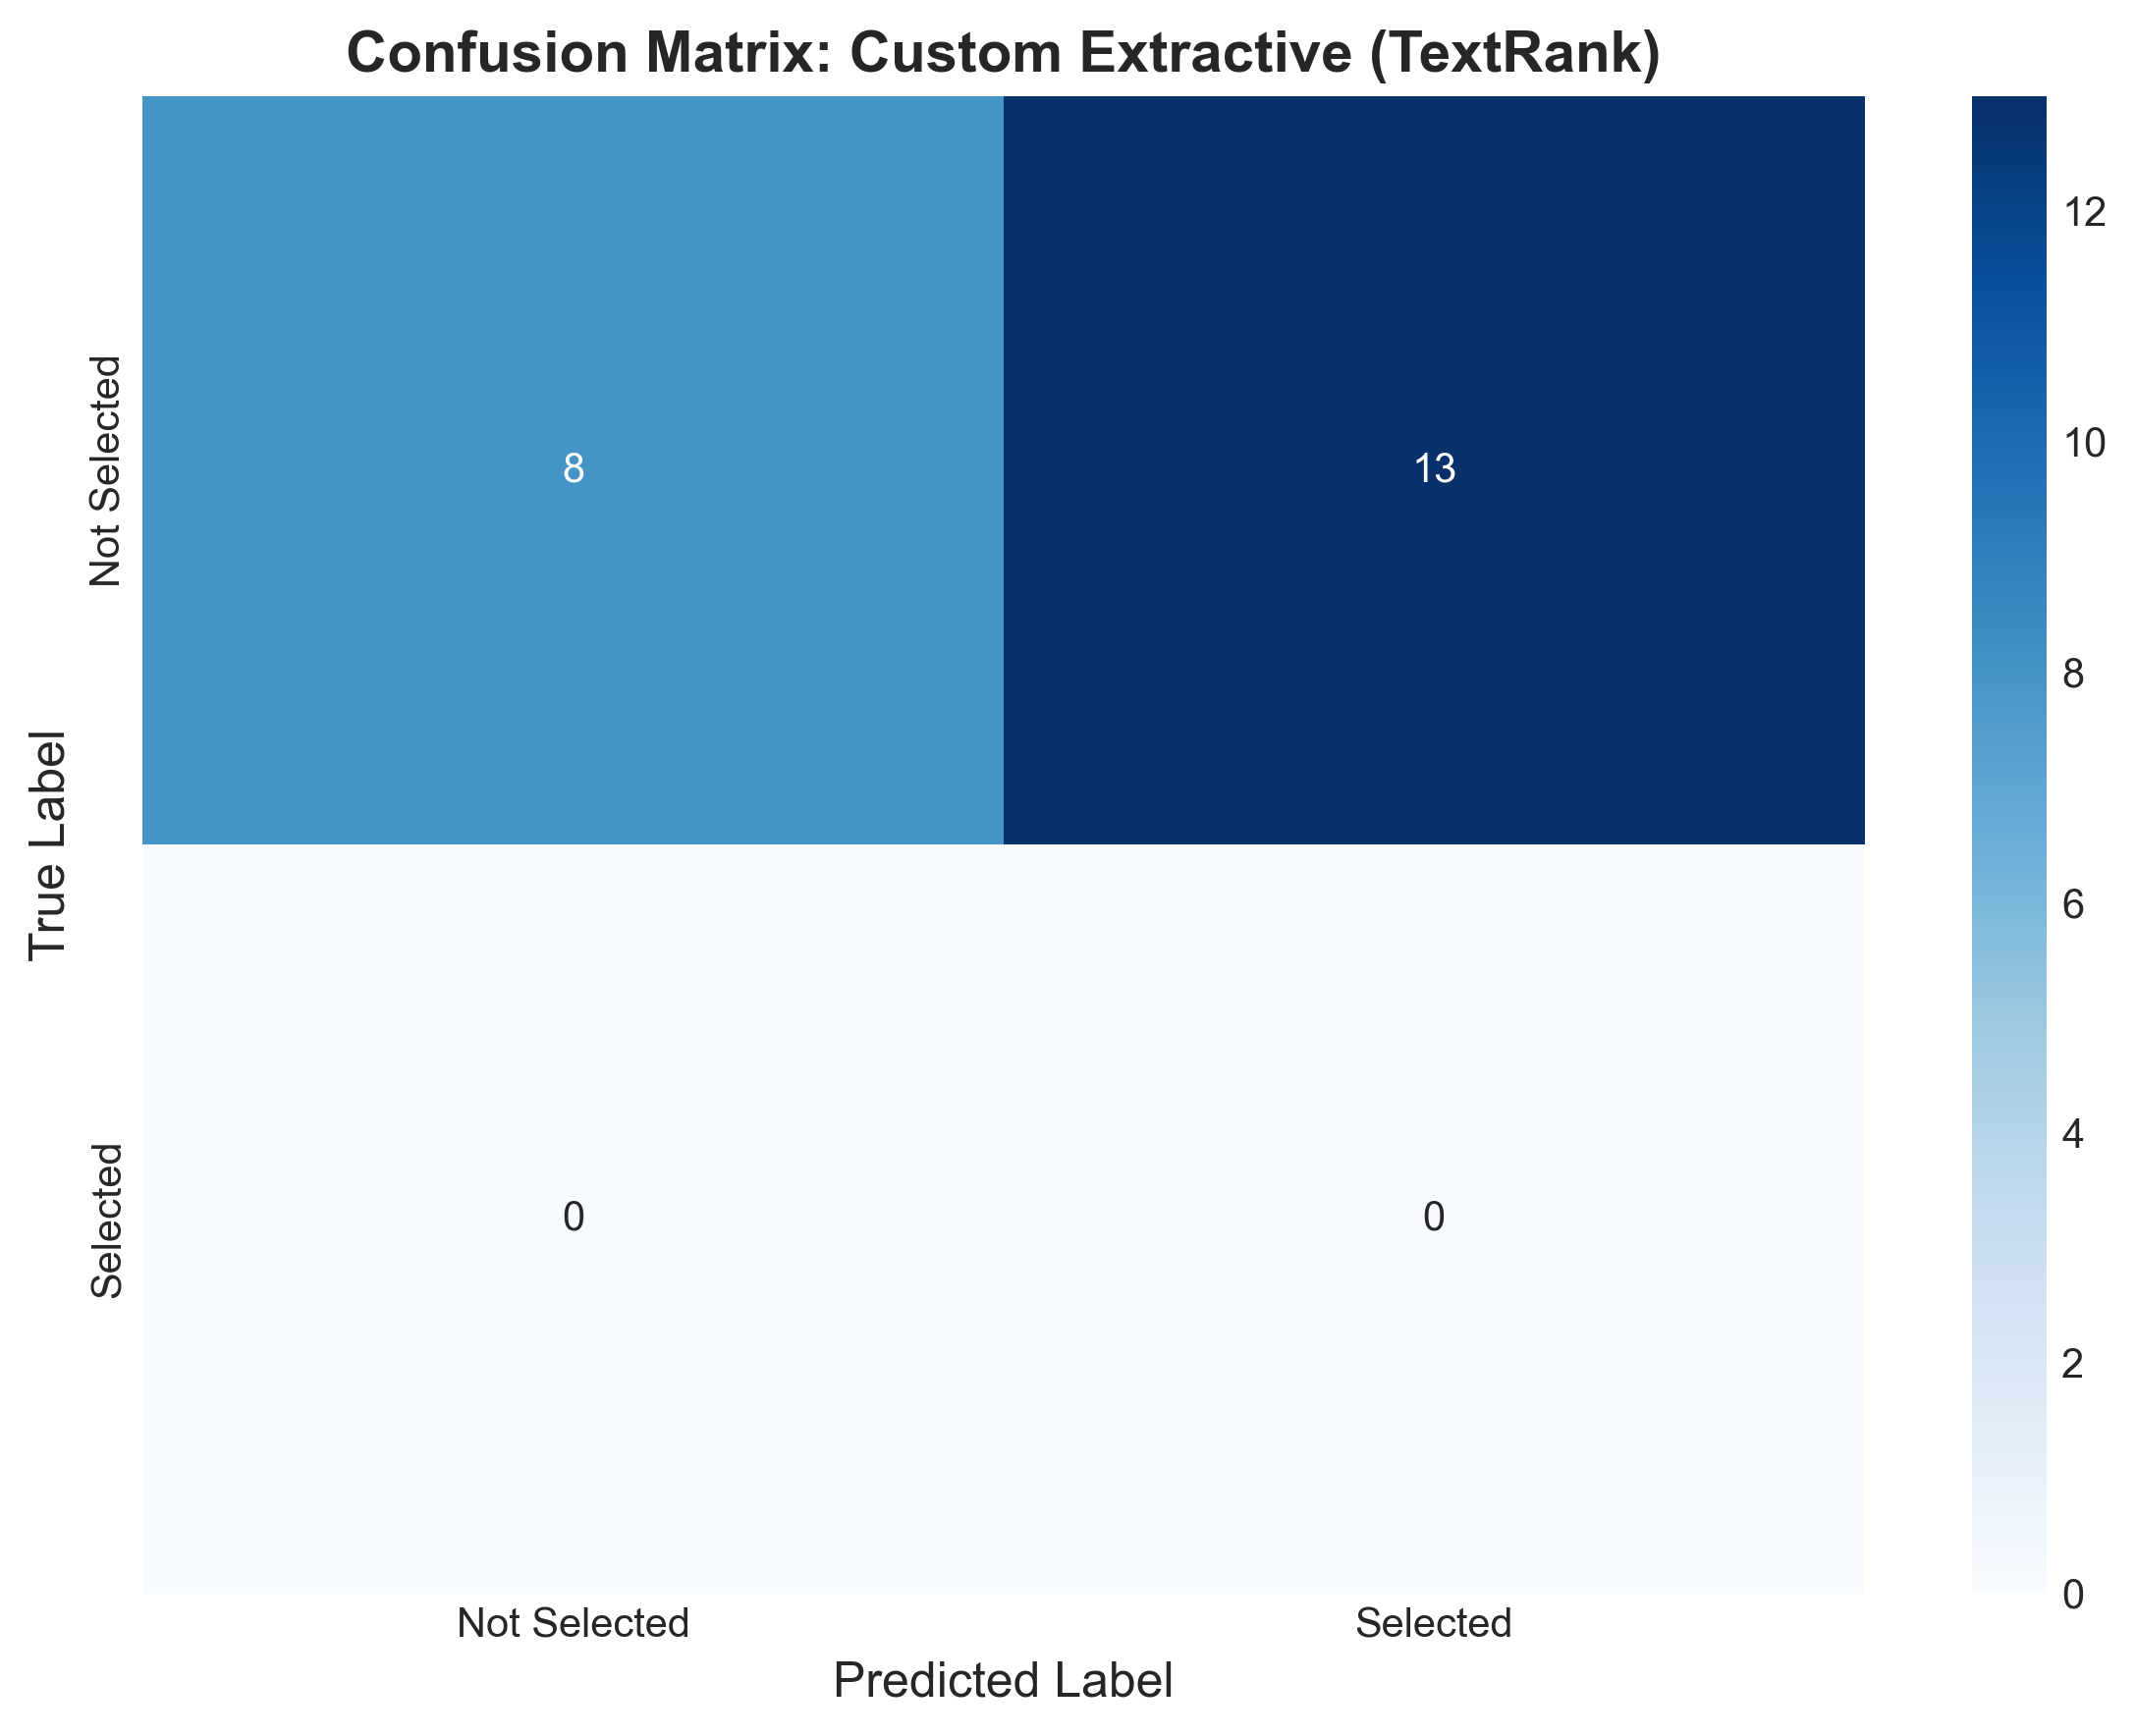 Confusion Matrix: Custom Extractive (TextRank)
True Label
Not Selected
Selected
8
13
0
0
Not Selected
Selected
Predicted Label
12
10
8
6
4
2
0